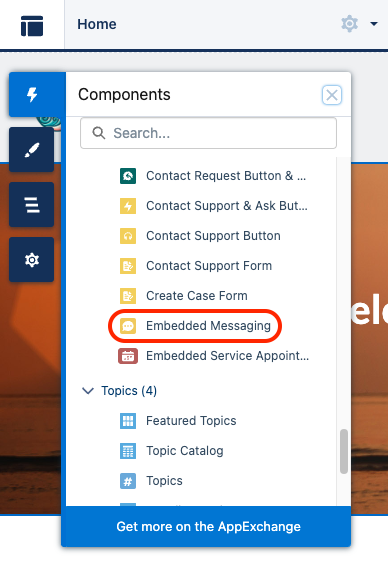 Home
Components
Search...
Contact Request Button & ...
Contact Support & Ask But...
Contact Support Button
Contact Support Form
Create Case Form
Embedded Messaging
Embedded Service Appoint...
Topics (4)
Featured Topics
Topic Catalog
Topics
Get more on the AppExchange